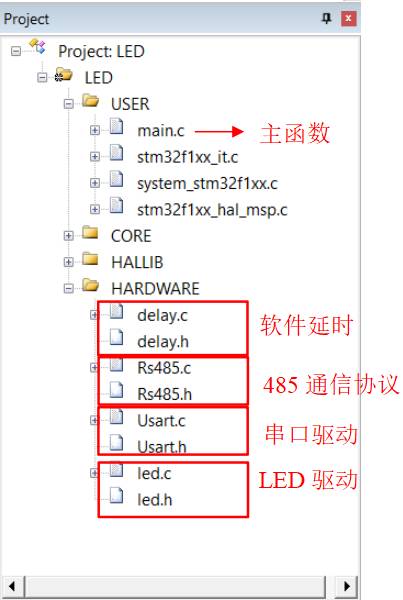 Project
Project: LED
LED
USER
main.c 主函数
stm32f1xx_it.c
system_stm32f1xx.c
stm32f1xx_hal_msp.c
CORE
HALLIB
HARDWARE
delay.c
软件延时
delay.h
Rs485.c
485 通信协议
Rs485.h
Usart.c
串口驱动
Usart.h
led.c
LED 驱动
led.h